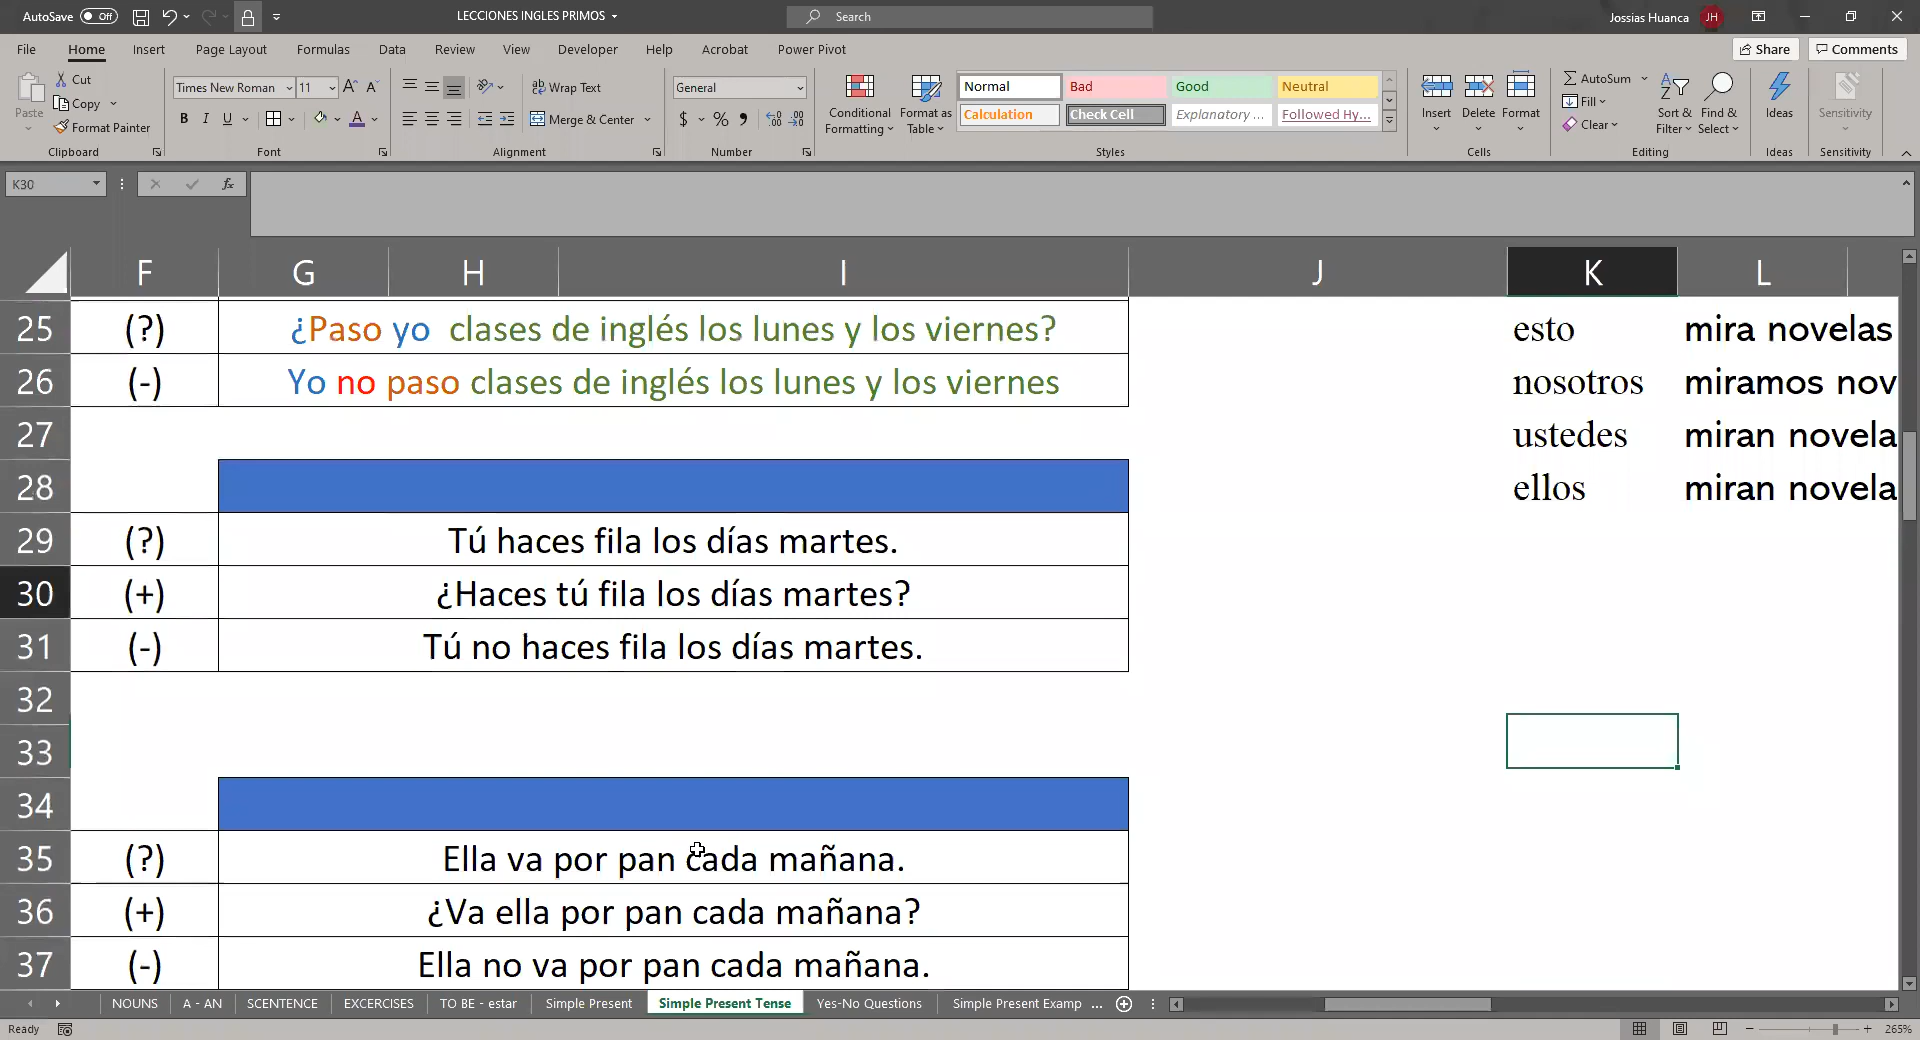 AutoSave Off LECCIONES INGLES PRIMOS Search Jossias Huanca JH
File Home Insert Page Layout Formulas Data Review View Developer Help Acrobat Power Pivot Share Comments
Paste Cut Copy Format Painter
Times New Roman 11
B I U A
Wrap Text
Merge & Center
General
$ % 9
Conditional Formatting
Format as Table
Normal Bad Good Neutral
Calculation Check Cell Explanatory ... Followed Hy...
Insert Delete Format
AutoSum
Fill
Clear
Sort & Filter
Find & Select
Ideas
Sensitivity
Clipboard Font Alignment Number Styles Cells Editing Ideas Sensitivity
K30 fx
F G H I J K L
25 (?) ¿Paso yo clases de inglés los lunes y los viernes? esto mira novelas
26 (-) Yo no paso clases de inglés los lunes y los viernes nosotros miramos nov
27 ustedes miran novela
28 ellos miran novela
29 (?) Tú haces fila los días martes.
30 (+) ¿Haces tú fila los días martes?
31 (-) Tú no haces fila los días martes.
32
33
34
35 (?) Ella va por pan cada mañana.
36 (+) ¿Va ella por pan cada mañana?
37 (-) Ella no va por pan cada mañana.
NOUNS A - AN SCENTENCE EXCERCISES TO BE - estar Simple Present Simple Present Tense Yes-No Questions Simple Present Examp ...
Ready 265%